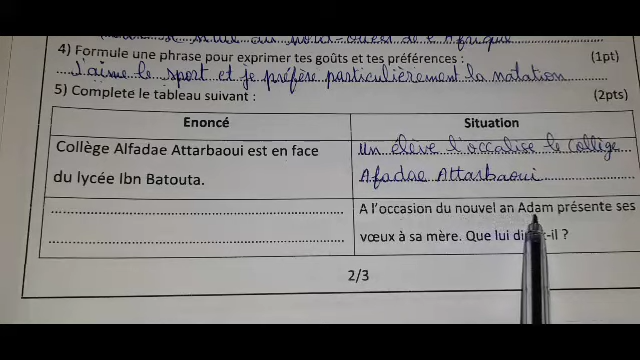 4) Formule une phrase pour exprimer tes goûts et tes préférences : (1pt)
J'aime le sport et je préfère particulièrement la natation
5) Complete le tableau suivant : (2pts)
Enoncé Situation
Collège Alfadae Attarbaoui est en face un élève l'occalise le collège
du lycée Ibn Batouta. Afadae Attarbaoui
A l'occasion du nouvel an Adam présente ses
vœux à sa mère. Que lui -il ?
2/3